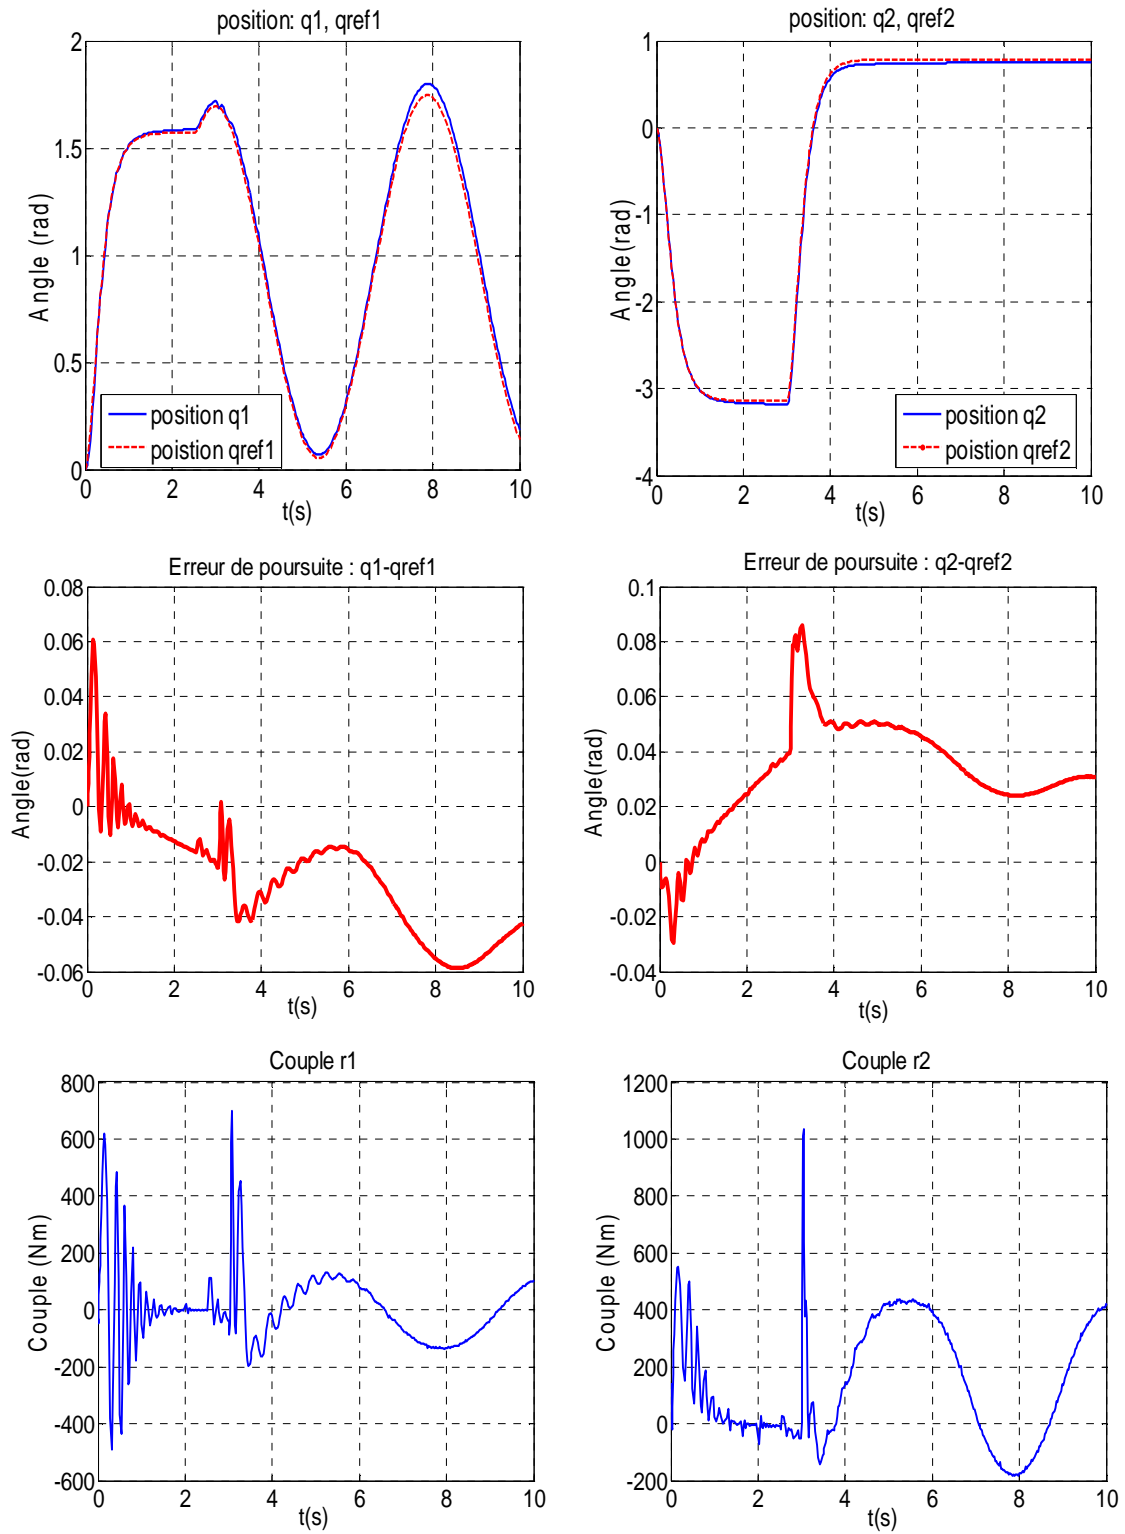 position: q1, qref1
2
1.5
1
0.5
0
Angle (rad)
position q1
poistion qref1
0 2 4 6 8 10
t(s)
position: q2, qref2
1
0
-1
-2
-3
-4
Angle(rad)
position q2
poistion qref2
0 2 4 6 8 10
t(s)
Erreur de poursuite : q1-qref1
0.08
0.06
0.04
0.02
0
-0.02
-0.04
-0.06
Angle(rad)
0 2 4 6 8 10
t(s)
Erreur de poursuite : q2-qref2
0.1
0.08
0.06
0.04
0.02
0
-0.02
-0.04
Angle(rad)
0 2 4 6 8 10
t(s)
Couple r1
800
600
400
200
0
-200
-400
-600
Couple (Nm)
0 2 4 6 8 10
t(s)
Couple r2
1200
1000
800
600
400
200
0
-200
Couple (Nm)
0 2 4 6 8 10
t(s)